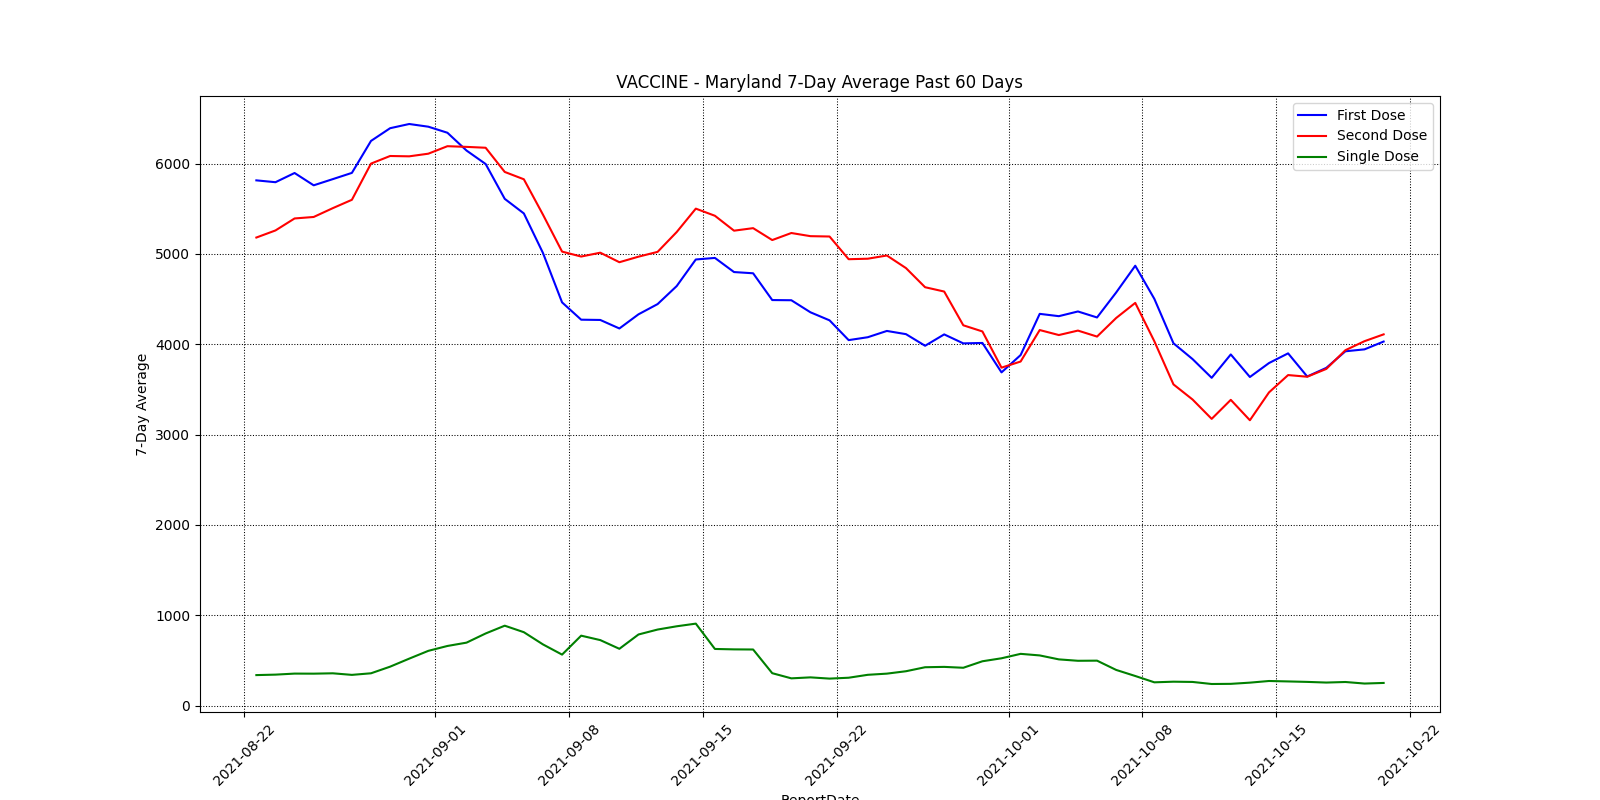 VACCINE - Maryland 7-Day Average Past 60 Days
First Dose
Second Dose
Single Dose
7-Day Average
6000
5000
4000
3000
2000
1000
0
2021-08-22
2021-09-01
2021-09-08
2021-09-15
2021-09-22
2021-10-01
2021-10-08
2021-10-15
2021-10-22
ReportDate